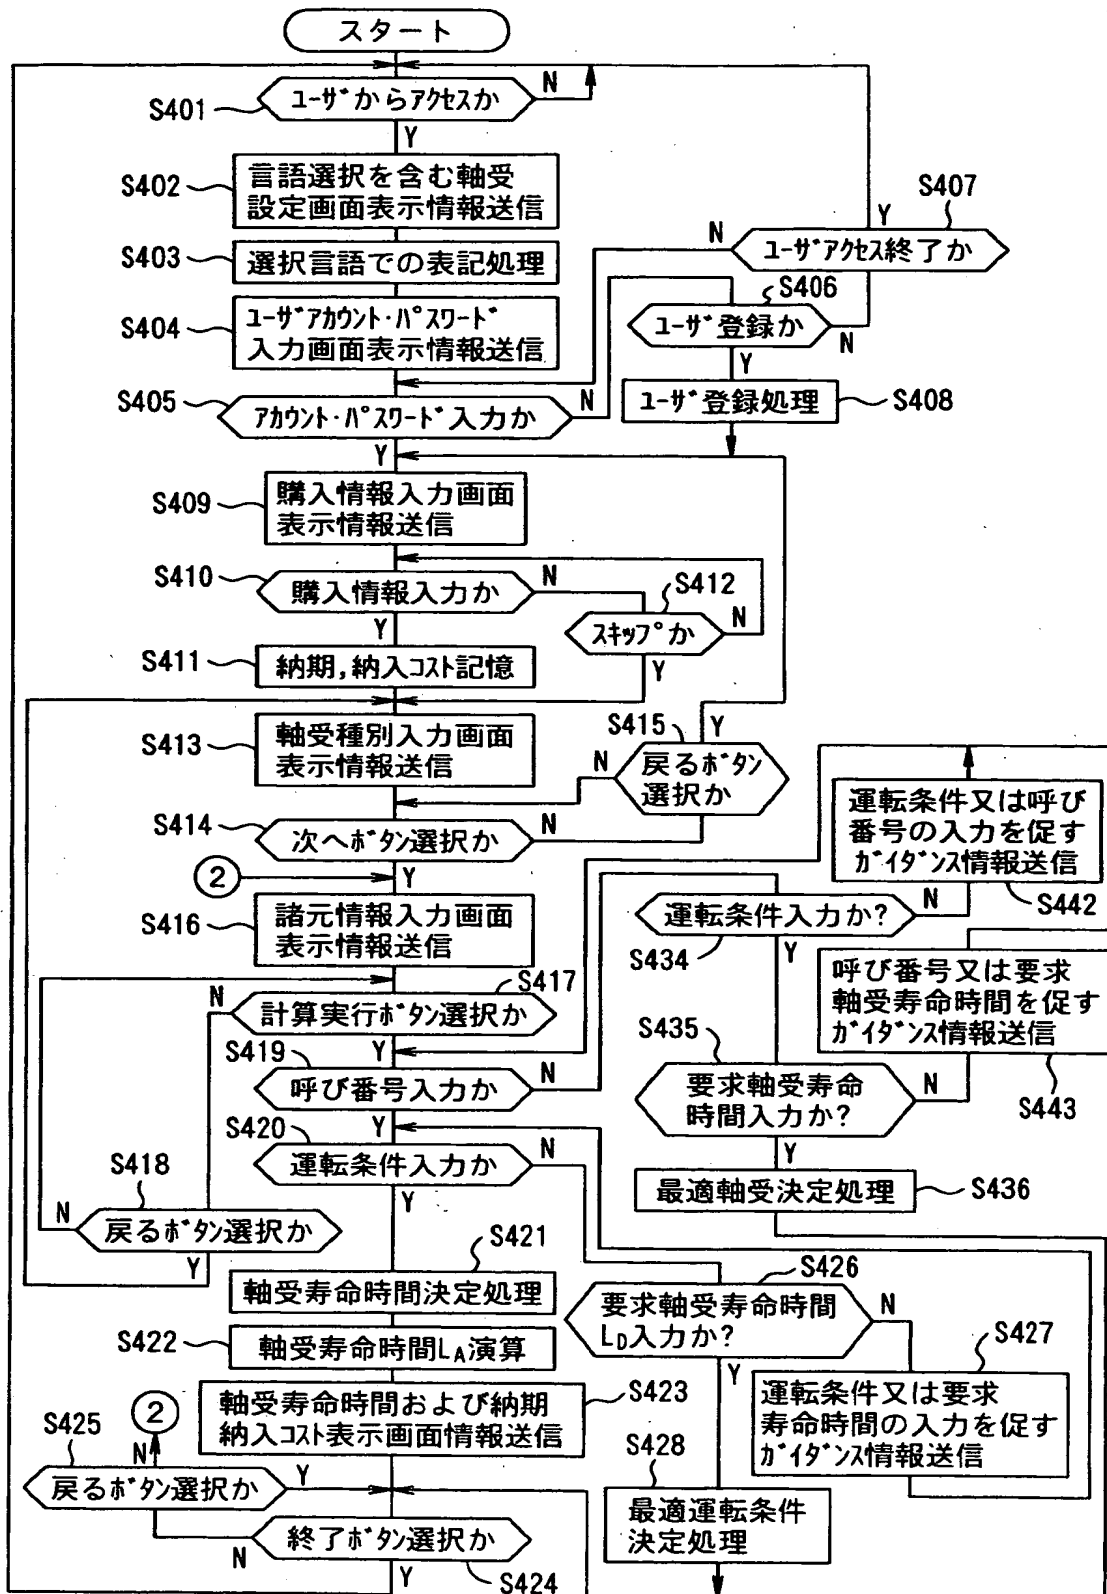 スタート
N
ユーザからアクセスか
S401
Y
S402
言語選択を含む軸受
設定画面表示情報送信
S403
選択言語での表記処理
S404
ユーザアカウント・パスワード
入力画面表示情報送信
S407
Y
N
ユーザアクセス終了か
S406
ユーザ登録か
N
Y
S405
N
アカウント・パスワード入力か
ユーザ登録処理
S408
Y
S409
購入情報入力画面
表示情報送信
S410
N
購入情報入力か
S412
スキップか
N
Y
Y
S411
納期,納入コスト記憶
S413
軸受種別入力画面
表示情報送信
S415
Y
N
戻るボタン
選択か
S414
次へボタン選択か
N
②
Y
S416
諸元情報入力画面
表示情報送信
運転条件又は呼び
番号の入力を促す
ガイダンス情報送信
S442
運転条件入力か?
N
S434
Y
S417
N
計算実行ボタン選択か
Y
呼び番号又は要求
軸受寿命時間を促す
ガイダンス情報送信
S443
S419
呼び番号入力か
N
Y
S435
要求軸受寿命
時間入力か?
N
Y
S420
運転条件入力か
N
Y
最適軸受決定処理
S436
S418
N
戻るボタン選択か
Y
S421
軸受寿命時間決定処理
S422
軸受寿命時間LA演算
S426
要求軸受寿命時間
LD入力か?
N
Y
S427
運転条件又は要求
寿命時間の入力を促す
ガイダンス情報送信
S423
軸受寿命時間および納期
納入コスト表示画面情報送信
②
S425
N
戻るボタン選択か
Y
S428
最適運転条件
決定処理
終了ボタン選択か
N
Y
S424